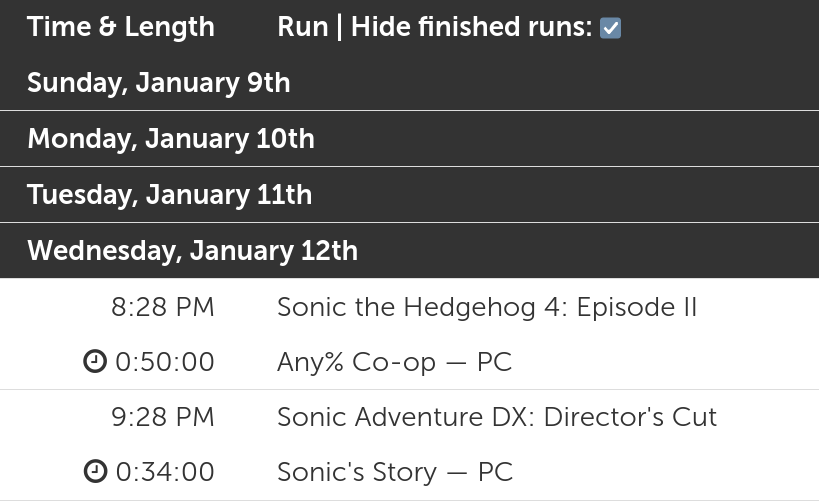 Time & Length Run | Hide finished runs:
Sunday, January 9th
Monday, January 10th
Tuesday, January 11th
Wednesday, January 12th
8:28 PM Sonic the Hedgehog 4: Episode II
0:50:00 Any% Co-op — PC
9:28 PM Sonic Adventure DX: Director's Cut
0:34:00 Sonic's Story — PC